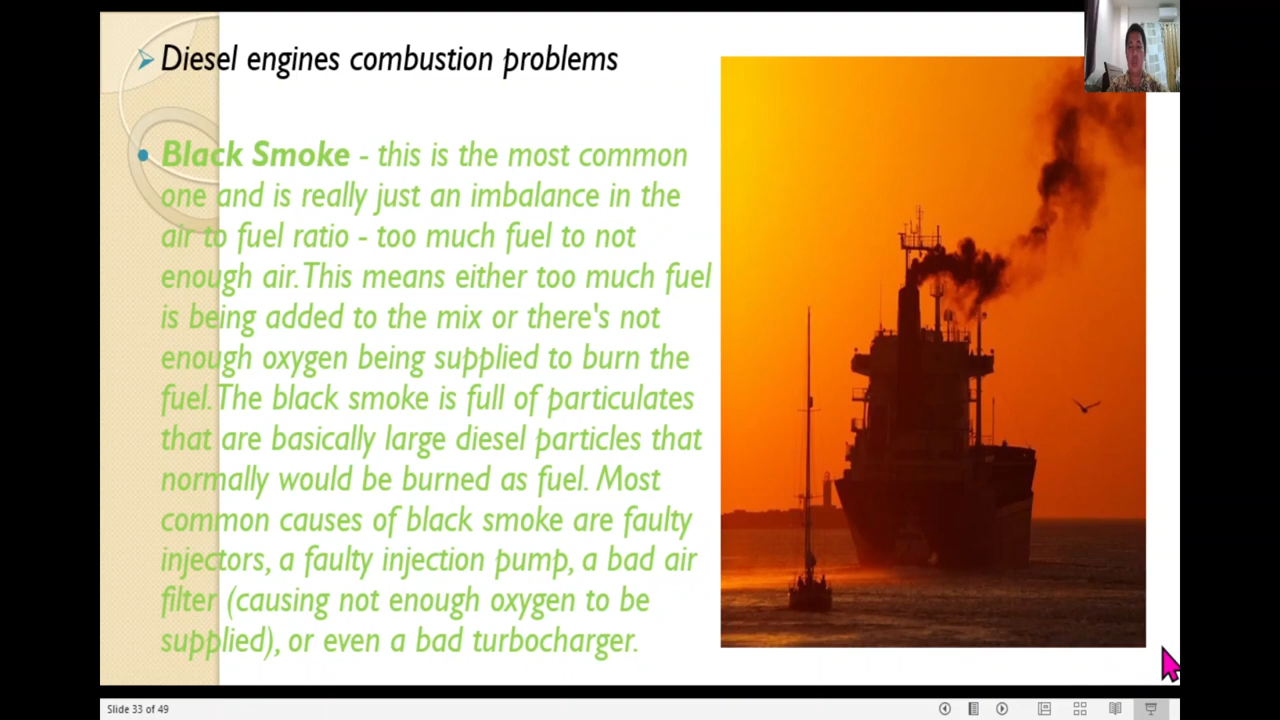 Diesel engines combustion problems
Black Smoke - this is the most common
one and is really just an imbalance in the
air to fuel ratio - too much fuel to not
enough air. This means either too much fuel
is being added to the mix or there's not
enough oxygen being supplied to burn the
fuel. The black smoke is full of particulates
that are basically large diesel particles that
normally would be burned as fuel. Most
common causes of black smoke are faulty
injectors, a faulty injection pump, a bad air
filter (causing not enough oxygen to be
supplied), or even a bad turbocharger.
Slide 33 of 49